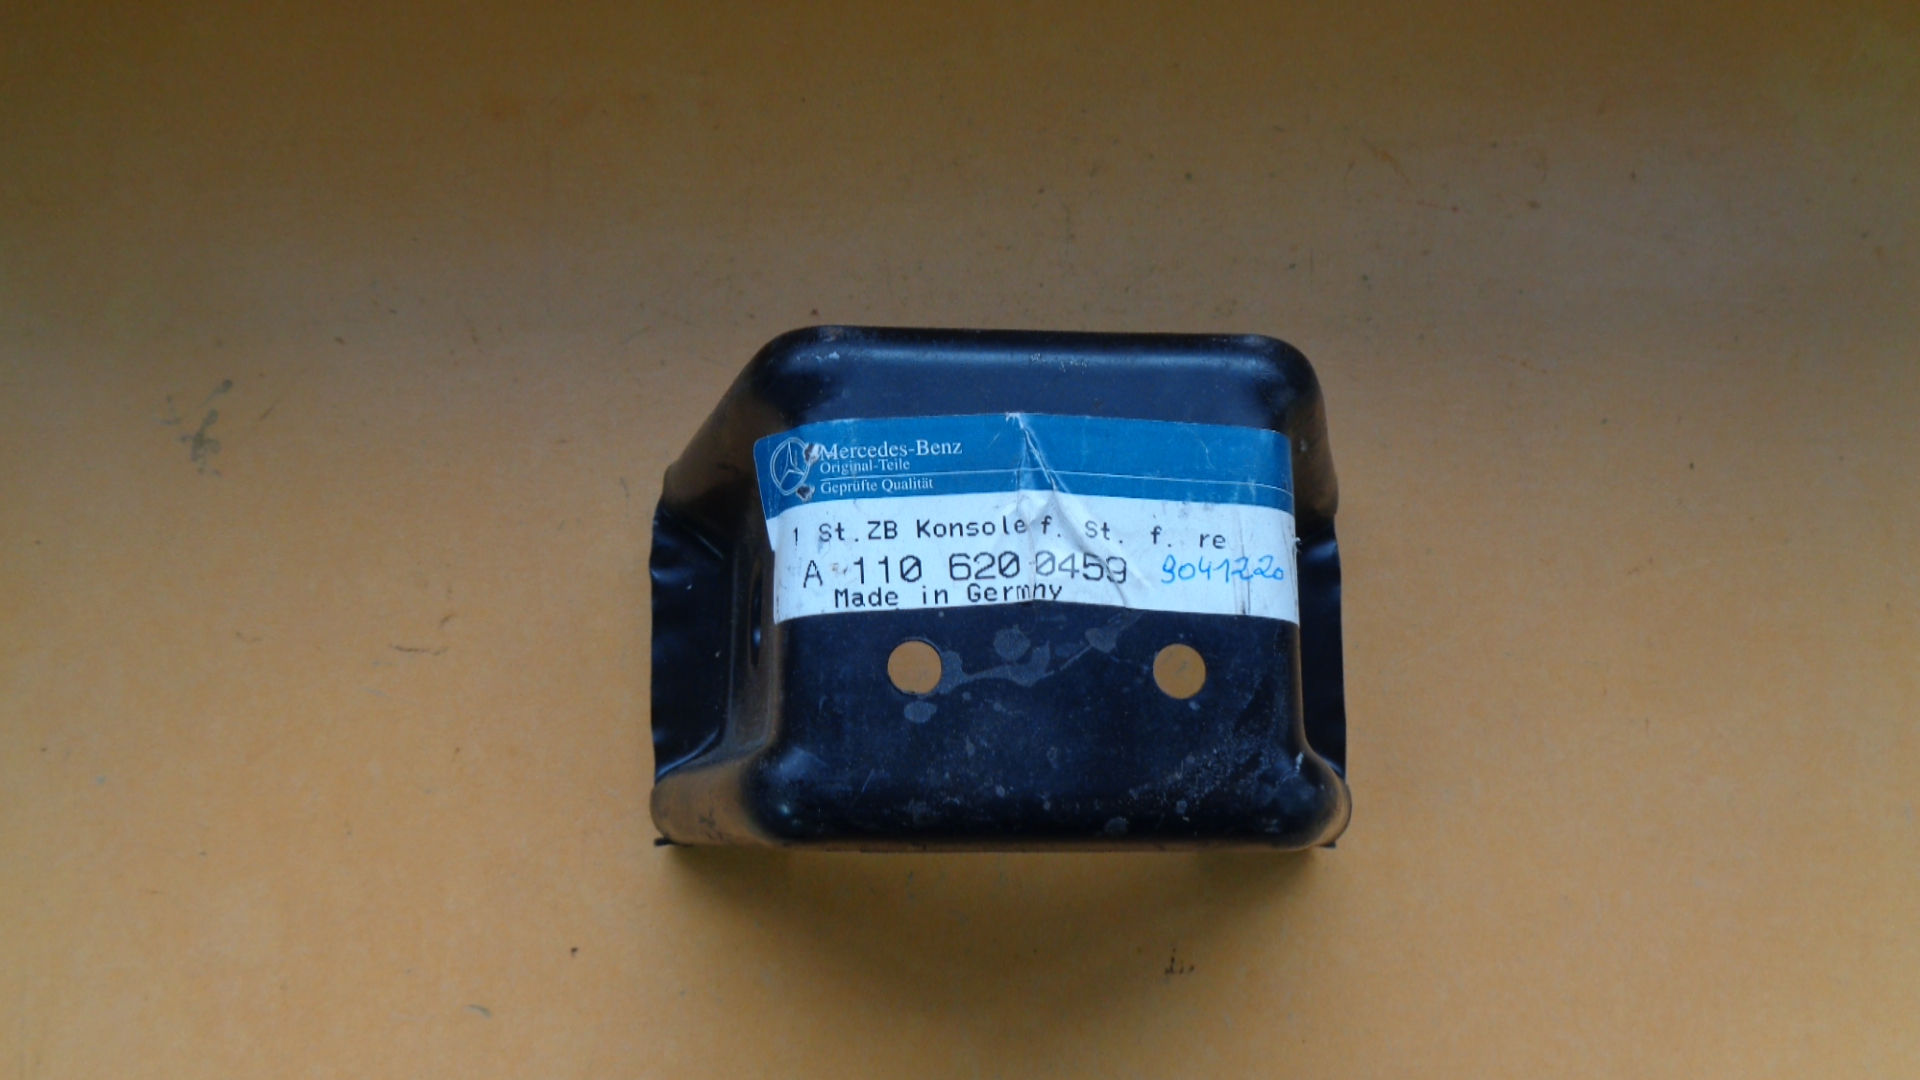 Mercedes-Benz
Original-Teile
Geprüfte Qualität
1 St. ZB Konsole f. St. f. re
A 110 620 0459 9041220
Made in Germny